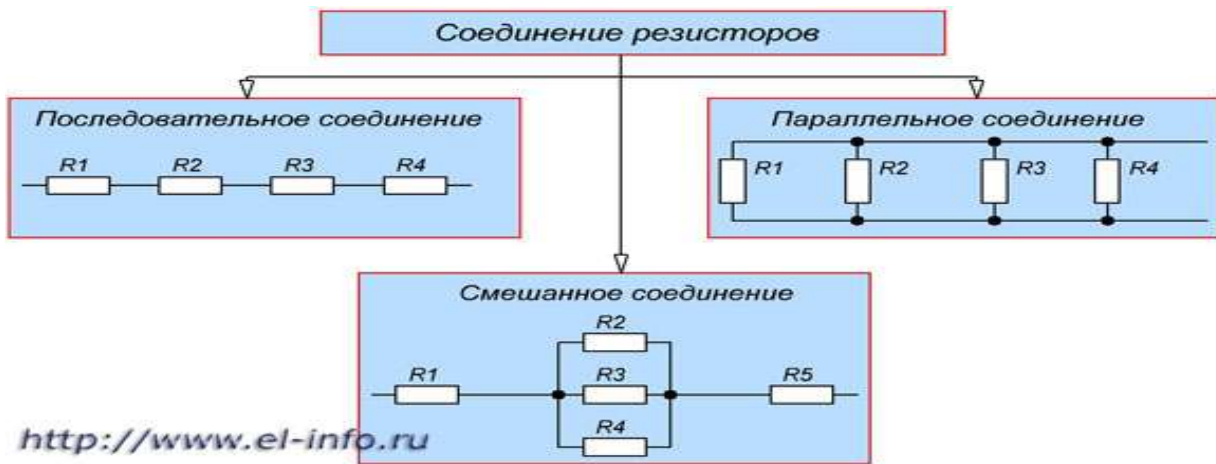 Соединение резисторов
Последовательное соединение
R1 R2 R3 R4
Параллельное соединение
R1 R2 R3 R4
Смешанное соединение
R2
R1 R3 R5
R4
http://www.el-info.ru